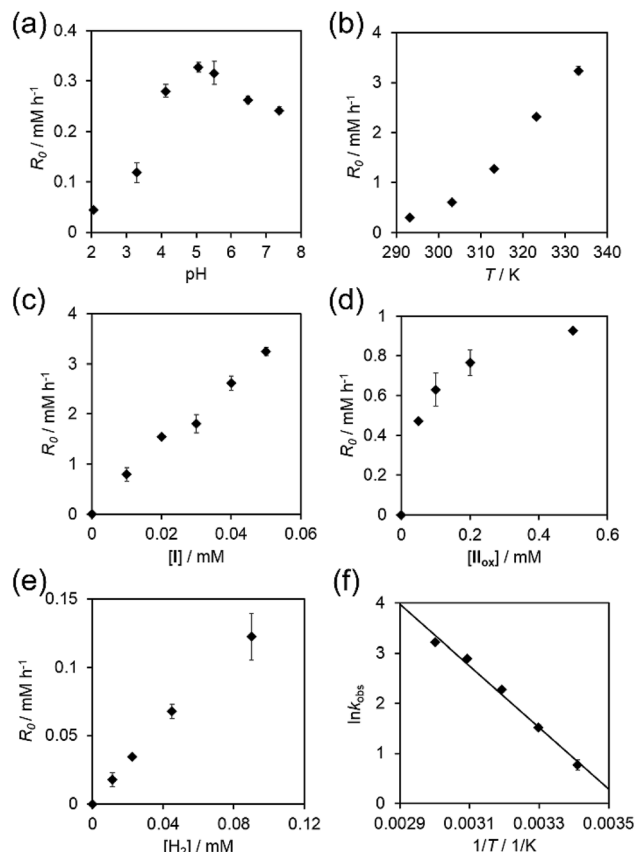 (a)
R₀ / mM h⁻¹
0.4
0.3
0.2
0.1
0
2 3 4 5 6 7 8
pH
(b)
R₀ / mM h⁻¹
4
3
2
1
0
290 300 310 320 330 340
T / K
(c)
R₀ / mM h⁻¹
4
3
2
1
0
0 0.02 0.04 0.06
[I] / mM
(d)
R₀ / mM h⁻¹
1
0.8
0.6
0.4
0.2
0
0 0.2 0.4 0.6
[IIₒₓ] / mM
(e)
R₀ / mM h⁻¹
0.15
0.1
0.05
0
0 0.04 0.08 0.12
[H₂] / mM
(f)
lnkobs
4
3
2
1
0
0.0029 0.0031 0.0033 0.0035
1/T / 1/K